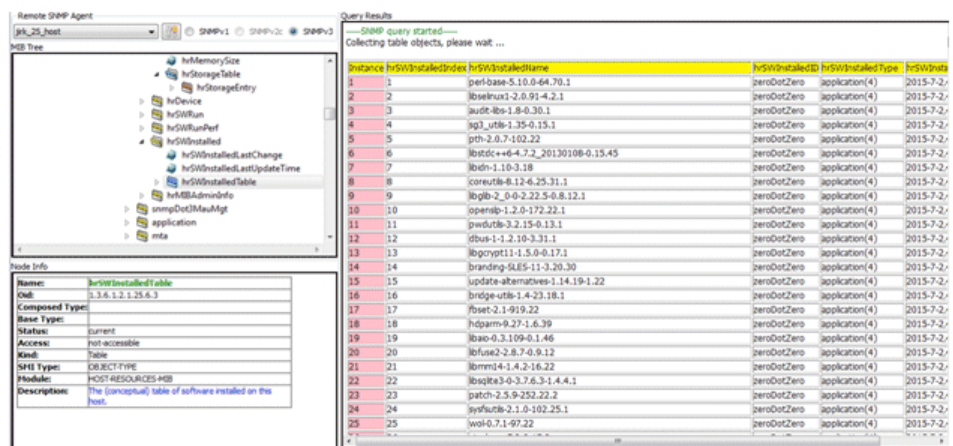 Remote SNMP Agent
jrk_25_host
SNMPv1 SNMPv2c SNMPv3
MIB Tree
hrMemorySize
hrStorageTable
hrStorageEntry
hrDevice
hrSWRun
hrSWRunPerf
hrSWInstalled
hrSWInstalledLastChange
hrSWInstalledLastUpdateTime
hrSWInstalledTable
hrMIBAdminInfo
snmpDot3MauMgt
application
mta
Node Info
Name: hrSWInstalledTable
Oid: 1.3.6.1.2.1.25.6.3
Composed Type:
Base Type:
Status: current
Access: not-accessible
Kind: Table
SMI Type: OBJECT-TYPE
Module: HOST-RESOURCES-MIB
Description: The (conceptual) table of software installed on this
host.
Query Results
-----SNMP query started-----
Collecting table objects, please wait ...
Instance hrSWInstalledIndex hrSWInstalledName hrSWInstalledID hrSWInstalledType hrSWInsta
1 1 perl-base-5.10.0-64.70.1 zeroDotZero application(4) 2015-7-2,
2 2 libselinux1-2.0.91-4.2.1 zeroDotZero application(4) 2015-7-2,
3 3 audit-libs-1.8-0.30.1 zeroDotZero application(4) 2015-7-2,
4 4 sg3_utils-1.35-0.15.1 zeroDotZero application(4) 2015-7-2,
5 5 pth-2.0.7-102.22 zeroDotZero application(4) 2015-7-2,
6 6 libstdc++6-4.7.2_20130108-0.15.45 zeroDotZero application(4) 2015-7-2,
7 7 libidn-1.10-3.18 zeroDotZero application(4) 2015-7-2,
8 8 coreutils-8.12-6.25.31.1 zeroDotZero application(4) 2015-7-2,
9 9 libglib-2_0-0-2.22.5-0.8.12.1 zeroDotZero application(4) 2015-7-2,
10 10 openslp-1.2.0-172.22.1 zeroDotZero application(4) 2015-7-2,
11 11 pwdutils-3.2.15-0.13.1 zeroDotZero application(4) 2015-7-2,
12 12 dbus-1-1.2.10-3.31.1 zeroDotZero application(4) 2015-7-2,
13 13 libgcrypt11-1.5.0-0.17.1 zeroDotZero application(4) 2015-7-2,
14 14 branding-SLES-11-3.20.30 zeroDotZero application(4) 2015-7-2,
15 15 update-alternatives-1.14.19-1.22 zeroDotZero application(4) 2015-7-2,
16 16 bridge-utils-1.4-23.18.1 zeroDotZero application(4) 2015-7-2,
17 17 fbset-2.1-919.22 zeroDotZero application(4) 2015-7-2,
18 18 hdparm-9.27-1.6.39 zeroDotZero application(4) 2015-7-2,
19 19 libaio-0.3.109-0.1.46 zeroDotZero application(4) 2015-7-2,
20 20 libfuse2-2.8.7-0.9.12 zeroDotZero application(4) 2015-7-2,
21 21 libmm14-1.4.2-16.22 zeroDotZero application(4) 2015-7-2,
22 22 libsqlite3-0-3.7.6.3-1.4.4.1 zeroDotZero application(4) 2015-7-2,
23 23 patch-2.5.9-252.22.2 zeroDotZero application(4) 2015-7-2,
24 24 sysfsutils-2.1.0-102.25.1 zeroDotZero application(4) 2015-7-2,
25 25 wol-0.7.1-97.22 zeroDotZero application(4) 2015-7-2,